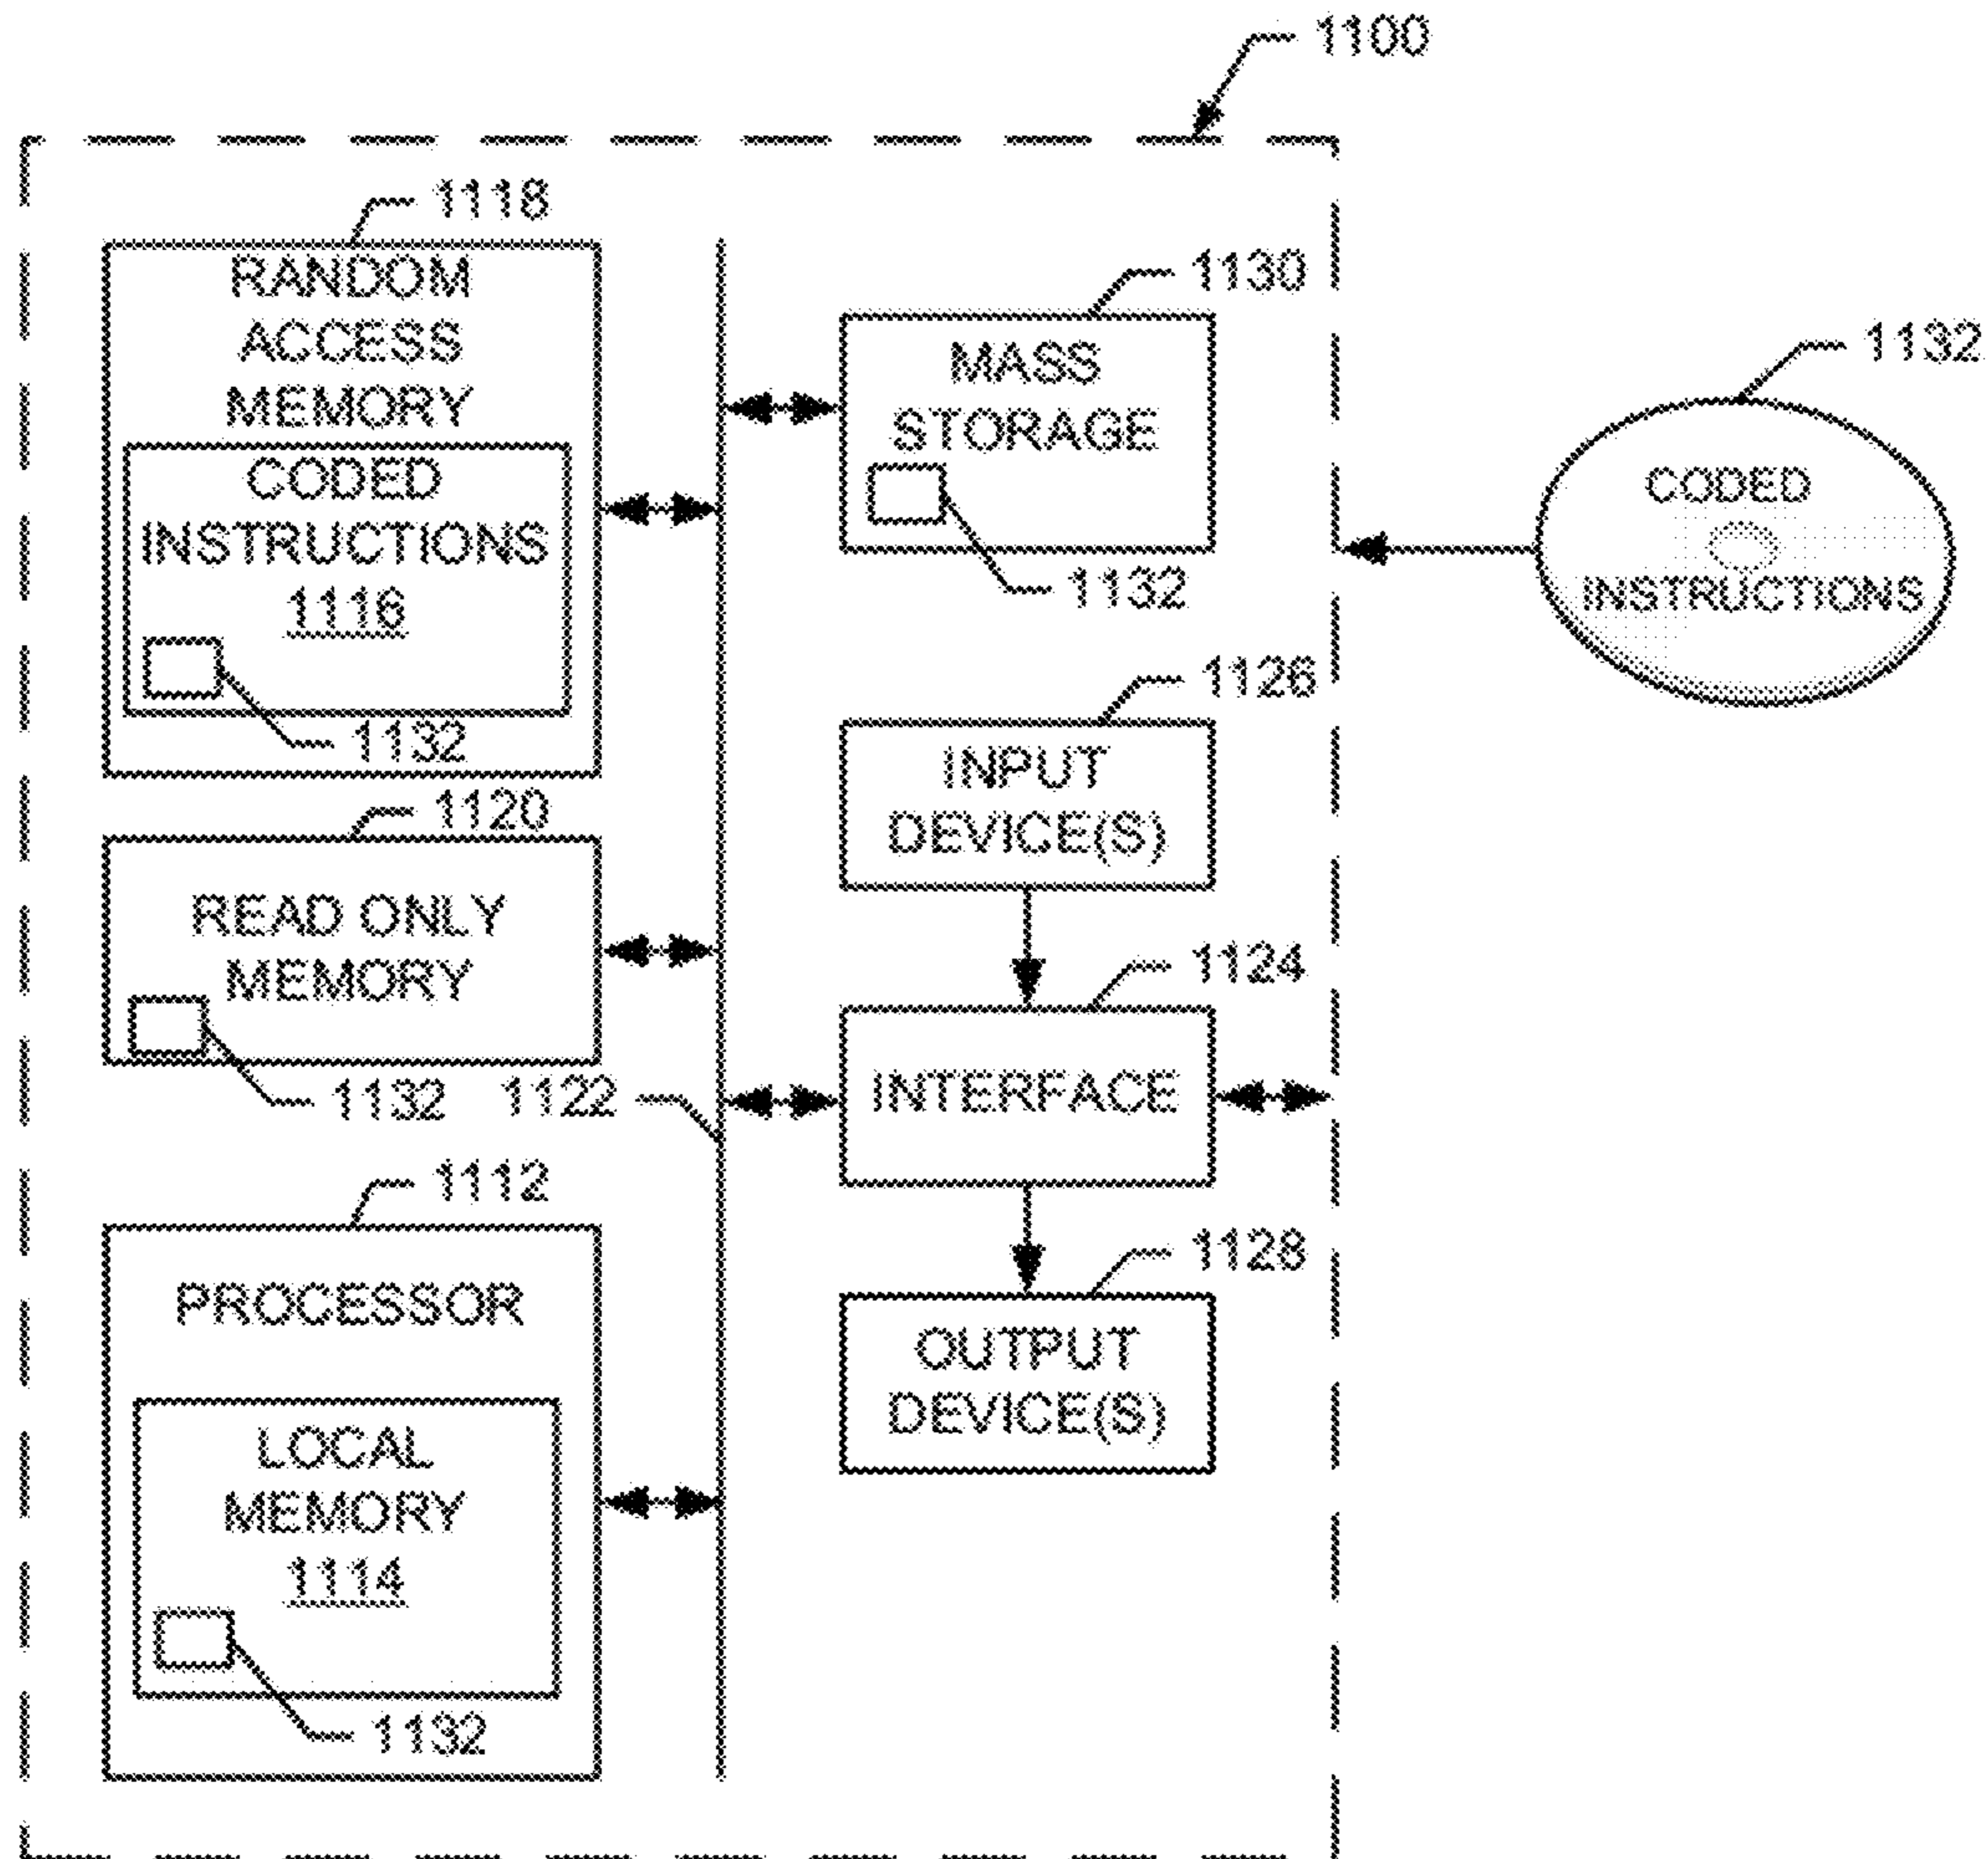 1100
1118
RANDOM
ACCESS
MEMORY
CODED
INSTRUCTIONS
1116
1132
1130
MASS
STORAGE
1132
1132
CODED
INSTRUCTIONS
1126
INPUT
DEVICE(S)
1120
READ ONLY
MEMORY
1132
1122
1124
INTERFACE
1112
PROCESSOR
LOCAL
MEMORY
1114
1132
1128
OUTPUT
DEVICE(S)